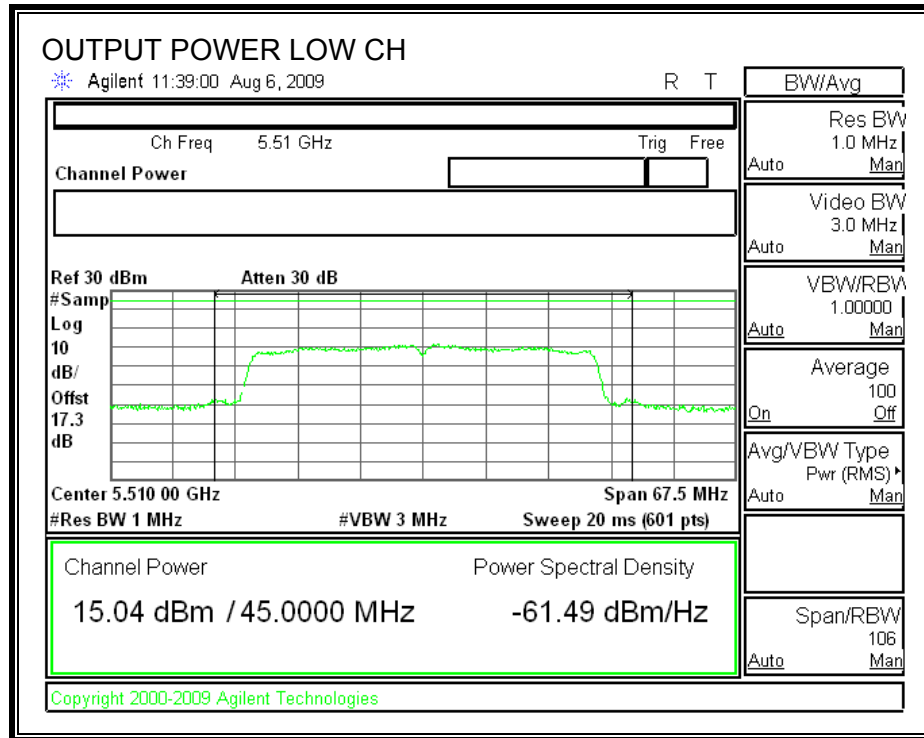 OUTPUT POWER LOW CH
Agilent 11:39:00 Aug 6, 2009
R T
BW/Avg
Ch Freq 5.51 GHz
Trig Free
Channel Power
Res BW
1.0 MHz
Auto Man
Video BW
3.0 MHz
Auto Man
VBW/RBW
1.00000
Auto Man
Average
100
On Off
Avg/VBW Type
Pwr (RMS)
Auto Man
Span/RBW
106
Auto Man
Ref 30 dBm
Atten 30 dB
#Samp
Log
10
dB/
Offst
17.3
dB
Center 5.510 00 GHz
Span 67.5 MHz
#Res BW 1 MHz
#VBW 3 MHz
Sweep 20 ms (601 pts)
Channel Power
Power Spectral Density
15.04 dBm / 45.0000 MHz
-61.49 dBm/Hz
Copyright 2000-2009 Agilent Technologies